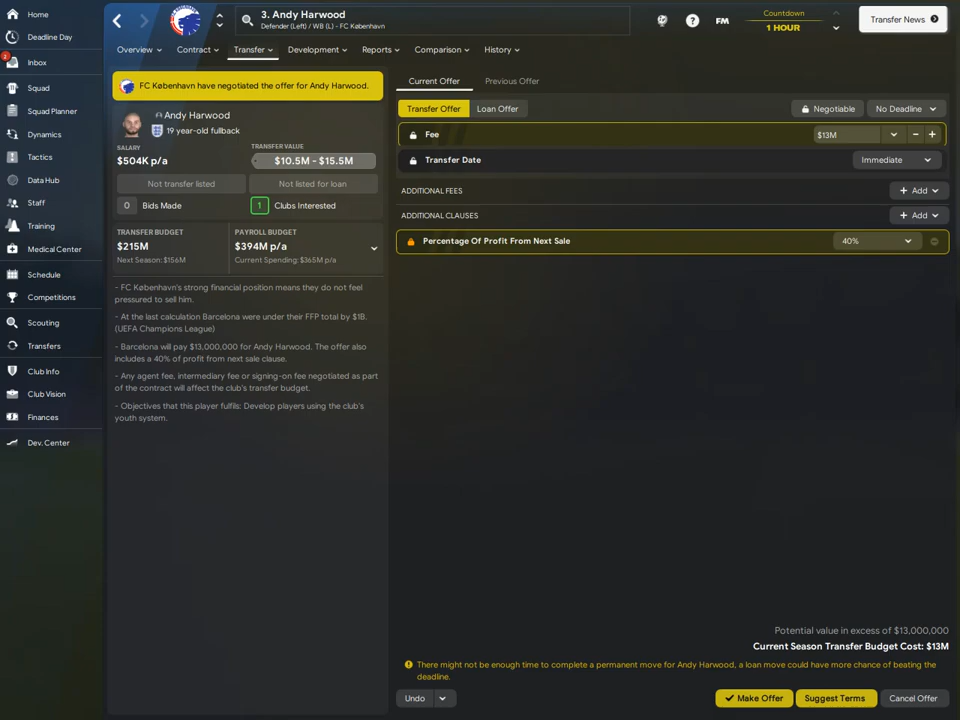 Home
Deadline Day
2
Inbox
Squad
Squad Planner
Dynamics
Tactics
Data Hub
Staff
Training
Medical Center
Schedule
Competitions
Scouting
Transfers
Club Info
Club Vision
Finances
Dev. Center
3. Andy Harwood
Defender (Left) / WB (L) - FC København
? FM
Countdown
1 HOUR
Transfer News
Overview Contract Transfer Development Reports Comparison History
FC København have negotiated the offer for Andy Harwood.
Andy Harwood
19 year-old fullback
SALARY
$504K p/a
TRANSFER VALUE
$10.5M - $15.5M
Not transfer listed Not listed for loan
0 Bids Made 1 Clubs Interested
TRANSFER BUDGET
$215M
Next Season: $156M
PAYROLL BUDGET
$394M p/a
Current Spending: $365M p/a
- FC København's strong financial position means they do not feel
pressured to sell him.
- At the last calculation Barcelona were under their FFP total by $1B.
(UEFA Champions League)
- Barcelona will pay $13,000,000 for Andy Harwood. The offer also
includes a 40% of profit from next sale clause.
- Any agent fee, intermediary fee or signing-on fee negotiated as part
of the contract will affect the club's transfer budget.
- Objectives that this player fulfils: Develop players using the club's
youth system.
Current Offer Previous Offer
Transfer Offer Loan Offer Negotiable No Deadline
Fee $13M
Transfer Date Immediate
ADDITIONAL FEES + Add
ADDITIONAL CLAUSES + Add
Percentage Of Profit From Next Sale 40%
Potential value in excess of $13,000,000
Current Season Transfer Budget Cost: $13M
There might not be enough time to complete a permanent move for Andy Harwood, a loan move could have more chance of beating the
deadline.
Undo Make Offer Suggest Terms Cancel Offer